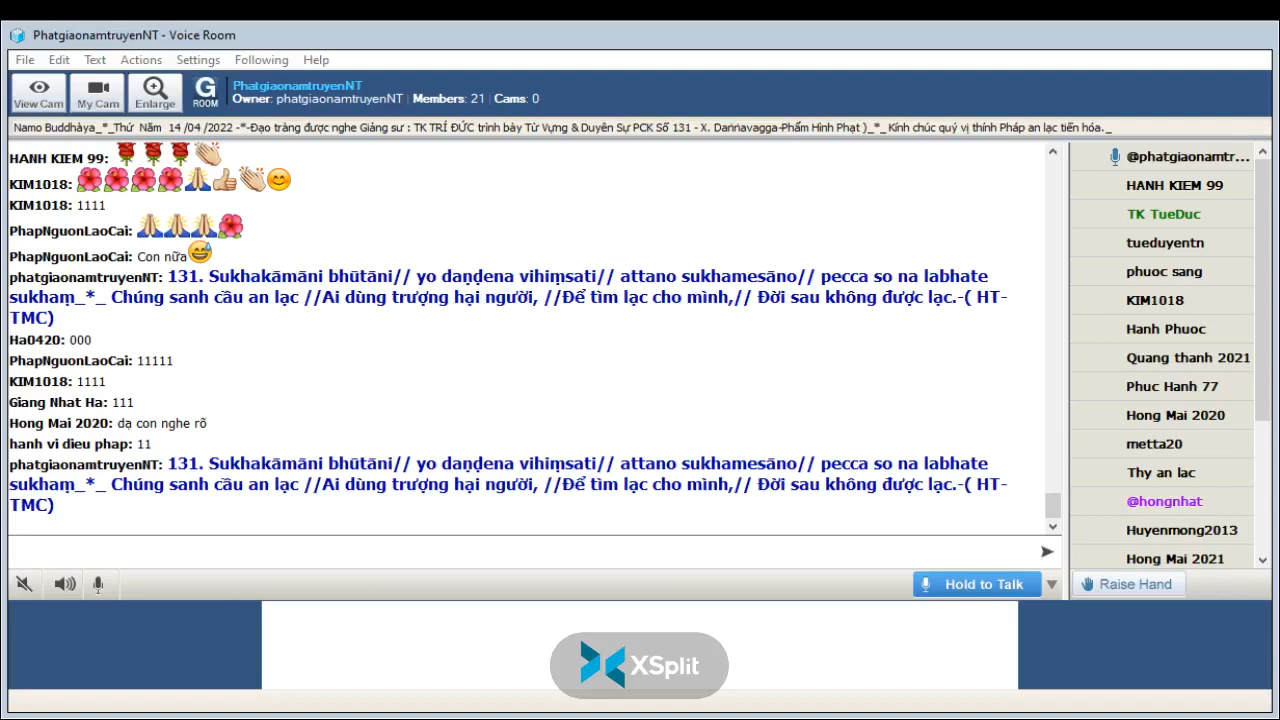 PhatgiaonamtruyenNT - Voice Room
File Edit Text Actions Settings Following Help
View Cam My Cam Enlarge G ROOM
PhatgiaonamtruyenNT
Owner: phatgiaonamtruyenNT | Members: 21 | Cams: 0
Namo Buddhàya_*_Thứ Năm 14 /04 /2022 -*-Đạo tràng được nghe Giảng sư : TK TRÍ ĐỨC trình bày Từ Vựng & Duyên Sự PCK Số 131 - X. Daṇṇavagga-Phẩm Hình Phạt )_*_ Kính chúc quý vị thính Pháp an lạc tiến hóa._
HANH KIEM 99:
KIM1018:
KIM1018: 1111
PhapNguonLaoCai:
PhapNguonLaoCai: Con nữa
phatgiaonamtruyenNT: 131. Sukhakāmāni bhūtāni// yo daṇḍena vihiṃsati// attano sukhamesāno// pecca so na labhate
sukhaṃ_*_ Chúng sanh cầu an lạc //Ai dùng trượng hại người, //Để tìm lạc cho mình,// Đời sau không được lạc.-( HT-
TMC)
Ha0420: 000
PhapNguonLaoCai: 11111
KIM1018: 1111
Giang Nhat Ha: 111
Hong Mai 2020: dạ con nghe rõ
hanh vi dieu phap: 11
phatgiaonamtruyenNT: 131. Sukhakāmāni bhūtāni// yo daṇḍena vihiṃsati// attano sukhamesāno// pecca so na labhate
sukhaṃ_*_ Chúng sanh cầu an lạc //Ai dùng trượng hại người, //Để tìm lạc cho mình,// Đời sau không được lạc.-( HT-
TMC)
@phatgiaonamtr...
HANH KIEM 99
TK TueDuc
tueduyentn
phuoc sang
KIM1018
Hanh Phuoc
Quang thanh 2021
Phuc Hanh 77
Hong Mai 2020
metta20
Thy an lac
@hongnhat
Huyenmong2013
Hong Mai 2021
Hold to Talk
Raise Hand
XSplit